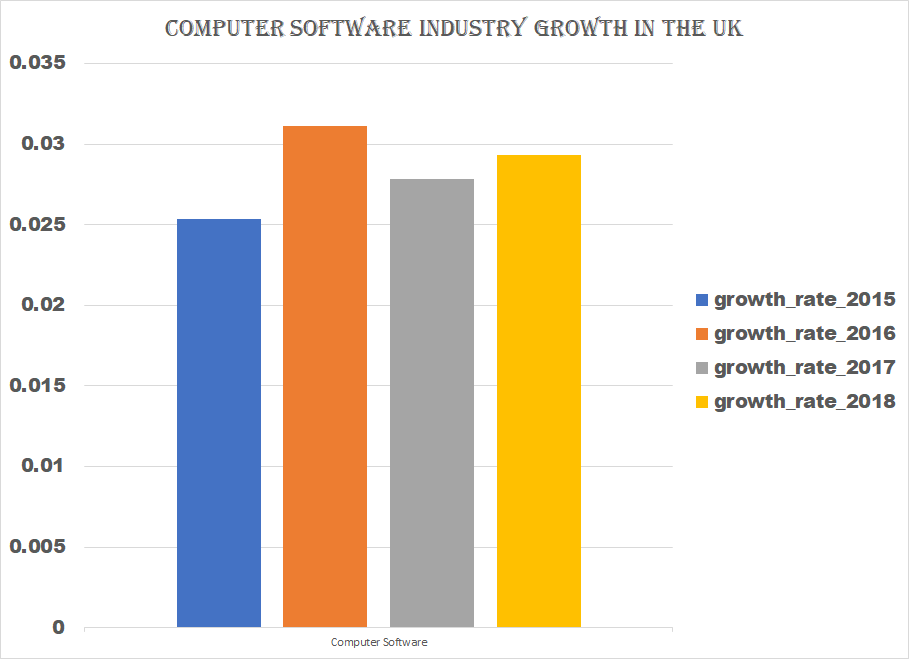 COMPUTER SOFTWARE INDUSTRY GROWTH IN THE UK
0.035
0.03
0.025
0.02
0.015
0.01
0.005
0
Computer Software
growth_rate_2015
growth_rate_2016
growth_rate_2017
growth_rate_2018